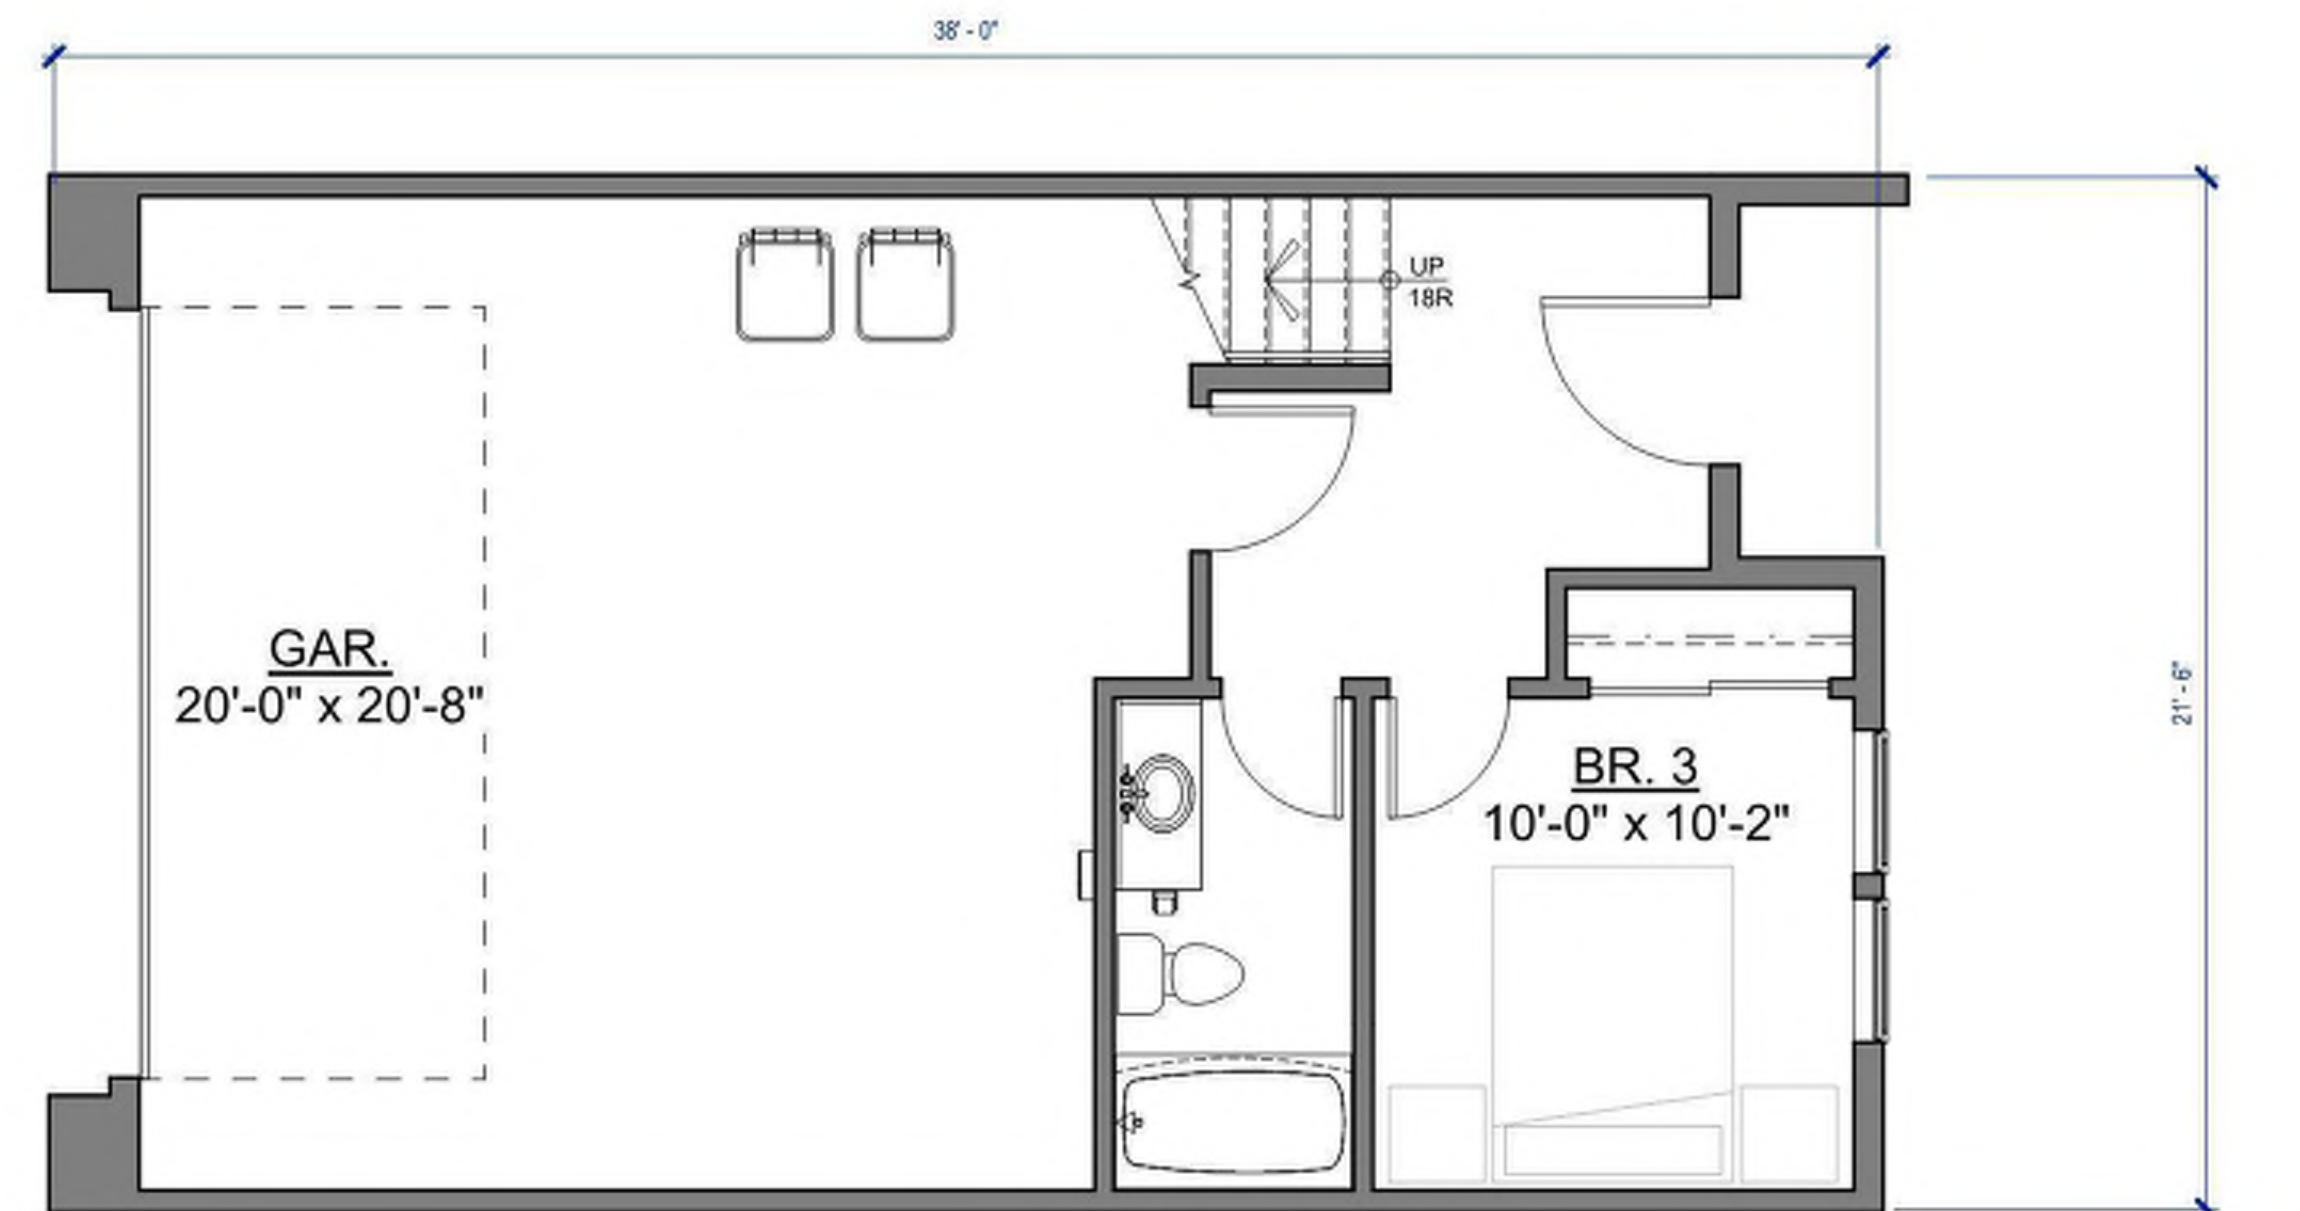 38' - 0"
UP
18R
GAR.
20'-0" x 20'-8"
21' - 6"
BR. 3
10'-0" x 10'-2"